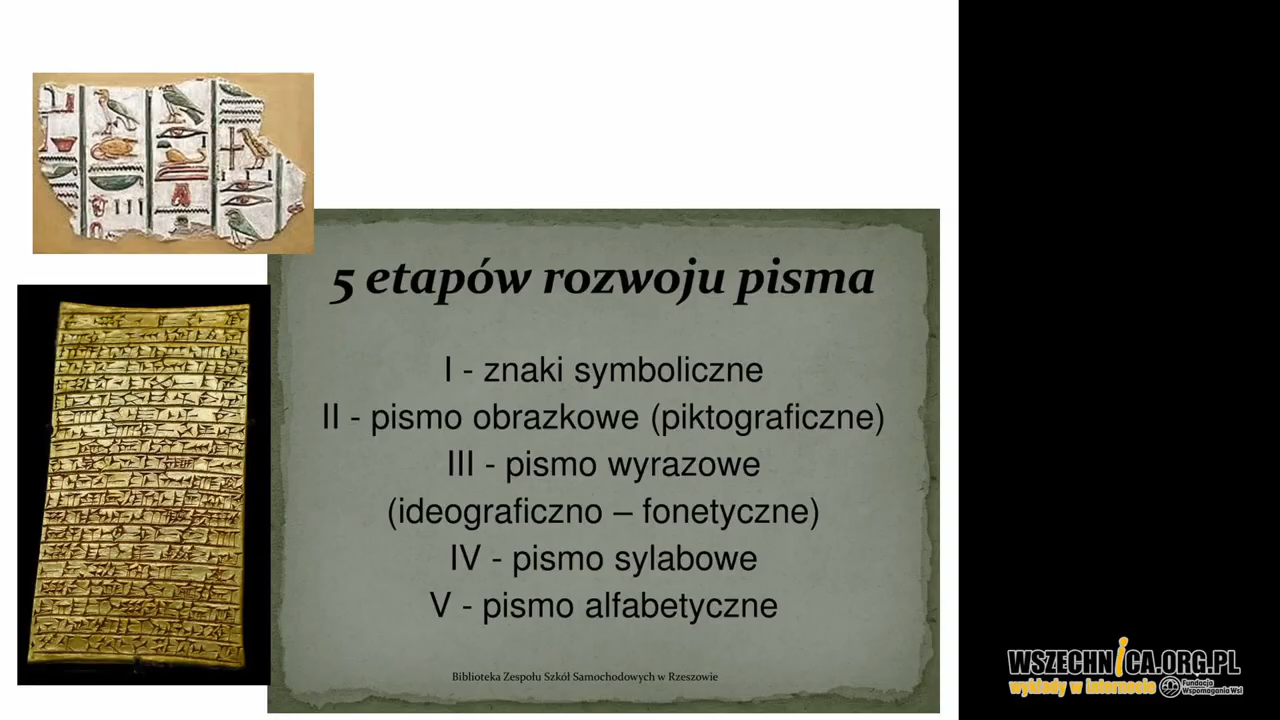 5 etapów rozwoju pisma
I - znaki symboliczne
II - pismo obrazkowe (piktograficzne)
III - pismo wyrazowe
(ideograficzno – fonetyczne)
IV - pismo sylabowe
V - pismo alfabetyczne
Biblioteka Zespołu Szkół Samochodowych w Rzeszowie
WSZECHNiCA.ORG.PL
wykłady w internecie
Fundacja
Wspomagania Wsi